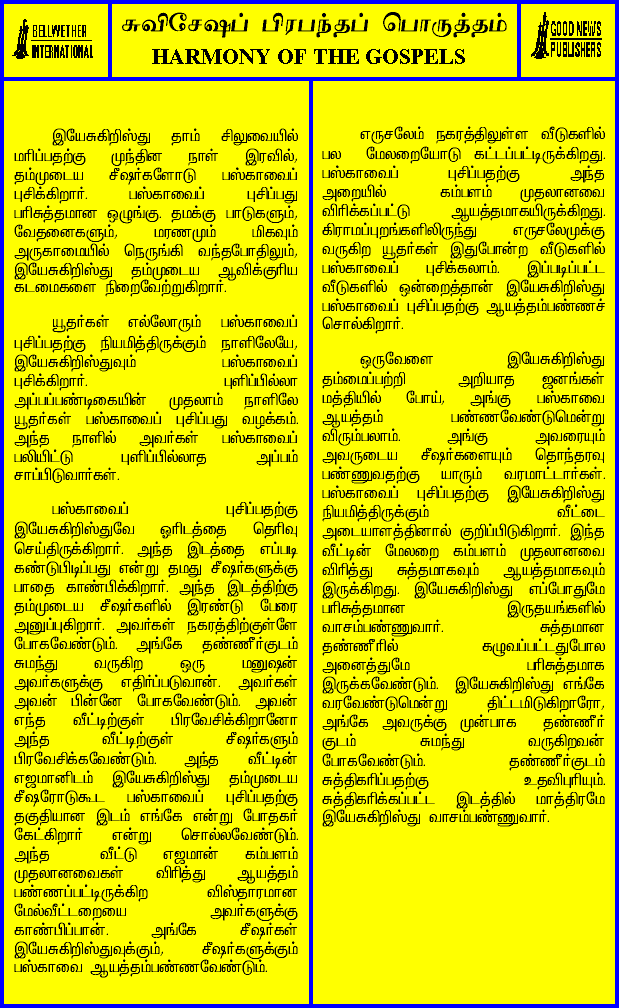 BELLWETHER
INTERNATIONAL
சுவிசேஷப் பிரபந்தப் பொருத்தம்
HARMONY OF THE GOSPELS
GOOD NEWS
PUBLISHERS
இயேசுகிறிஸ்து தாம் சிலுவையில்
மரிப்பதற்கு முந்தின நாள் இரவில்,
தம்முடைய சீஷர்களோடு பஸ்காவைப்
புசிக்கிறார். பஸ்காவைப் புசிப்பது
பரிசுத்தமான ஒழுங்கு. தமக்கு பாடுகளும்,
வேதனைகளும், மரணமும் மிகவும்
அருகாமையில் நெருங்கி வந்தபோதிலும்,
இயேசுகிறிஸ்து தம்முடைய ஆவிக்குரிய
கடமைகளை நிறைவேற்றுகிறார்.
யூதர்கள் எல்லோரும் பஸ்காவைப்
புசிப்பதற்கு நியமித்திருக்கும் நாளிலேயே,
இயேசுகிறிஸ்துவும் பஸ்காவைப்
புசிக்கிறார். புளிப்பில்லா
அப்பப்பண்டிகையின் முதலாம் நாளிலே
யூதர்கள் பஸ்காவைப் புசிப்பது வழக்கம்.
அந்த நாளில் அவர்கள் பஸ்காவைப்
பலியிட்டு புளிப்பில்லாத அப்பம்
சாப்பிடுவார்கள்.
பஸ்காவைப் புசிப்பதற்கு
இயேசுகிறிஸ்துவே ஓரிடத்தை தெரிவு
செய்திருக்கிறார். அந்த இடத்தை எப்படி
கண்டுபிடிப்பது என்று தமது சீஷர்களுக்கு
பாதை காண்பிக்கிறார். அந்த இடத்திற்கு
தம்முடைய சீஷர்களில் இரண்டு பேரை
அனுப்புகிறார். அவர்கள் நகரத்திற்குள்ளே
போகவேண்டும். அங்கே தண்ணீர்குடம்
சுமந்து வருகிற ஒரு மனுஷன்
அவர்களுக்கு எதிர்ப்படுவான். அவர்கள்
அவன் பின்னே போகவேண்டும். அவன்
எந்த வீட்டிற்குள் பிரவேசிக்கிறானோ
அந்த வீட்டிற்குள் சீஷர்களும்
பிரவேசிக்கவேண்டும். அந்த வீட்டின்
எஜமானிடம் இயேசுகிறிஸ்து தம்முடைய
சீஷரோடுகூட பஸ்காவைப் புசிப்பதற்கு
தகுதியான இடம் எங்கே என்று போதகர்
கேட்கிறார் என்று சொல்லவேண்டும்.
அந்த வீட்டு எஜமான் கம்பளம்
முதலானவைகள் விரித்து ஆயத்தம்
பண்ணப்பட்டிருக்கிற விஸ்தாரமான
மேல்வீட்டறையை அவர்களுக்கு
காண்பிப்பான். அங்கே சீஷர்கள்
இயேசுகிறிஸ்துவுக்கும், சீஷர்களுக்கும்
பஸ்காவை ஆயத்தம்பண்ணவேண்டும்.
எருசலேம் நகரத்திலுள்ள வீடுகளில்
பல மேலறையோடு கட்டப்பட்டிருக்கிறது.
பஸ்காவைப் புசிப்பதற்கு அந்த
அறையில் கம்பளம் முதலானவை
விரிக்கப்பட்டு ஆயத்தமாகயிருக்கிறது.
கிராமப்புறங்களிலிருந்து எருசலேமுக்கு
வருகிற யூதர்கள் இதுபோன்ற வீடுகளில்
பஸ்காவைப் புசிக்கலாம். இப்படிப்பட்ட
வீடுகளில் ஒன்றைத்தான் இயேசுகிறிஸ்து
பஸ்காவைப் புசிப்பதற்கு ஆயத்தம்பண்ணச்
சொல்கிறார்.
ஒருவேளை இயேசுகிறிஸ்து
தம்மைப்பற்றி அறியாத ஜனங்கள்
மத்தியில் போய், அங்கு பஸ்காவை
ஆயத்தம் பண்ணவேண்டுமென்று
விரும்பலாம். அங்கு அவரையும்
அவருடைய சீஷர்களையும் தொந்தரவு
பண்ணுவதற்கு யாரும் வரமாட்டார்கள்.
பஸ்காவைப் புசிப்பதற்கு இயேசுகிறிஸ்து
நியமித்திருக்கும் வீட்டை
அடையாளத்தினால் குறிப்பிடுகிறார். இந்த
வீட்டின் மேலறை கம்பளம் முதலானவை
விரித்து சுத்தமாகவும் ஆயத்தமாகவும்
இருக்கிறது. இயேசுகிறிஸ்து எப்போதுமே
பரிசுத்தமான இருதயங்களில்
வாசம்பண்ணுவார். சுத்தமான
தண்ணீரில் கழுவப்பட்டதுபோல
அனைத்துமே பரிசுத்தமாக
இருக்கவேண்டும். இயேசுகிறிஸ்து எங்கே
வரவேண்டுமென்று திட்டமிடுகிறாரோ,
அங்கே அவருக்கு முன்பாக தண்ணீர்
குடம் சுமந்து வருகிறவன்
போகவேண்டும். தண்ணீர்குடம்
சுத்திகரிப்பதற்கு உதவிபுரியும்.
சுத்திகரிக்கப்பட்ட இடத்தில் மாத்திரமே
இயேசுகிறிஸ்து வாசம்பண்ணுவார்.